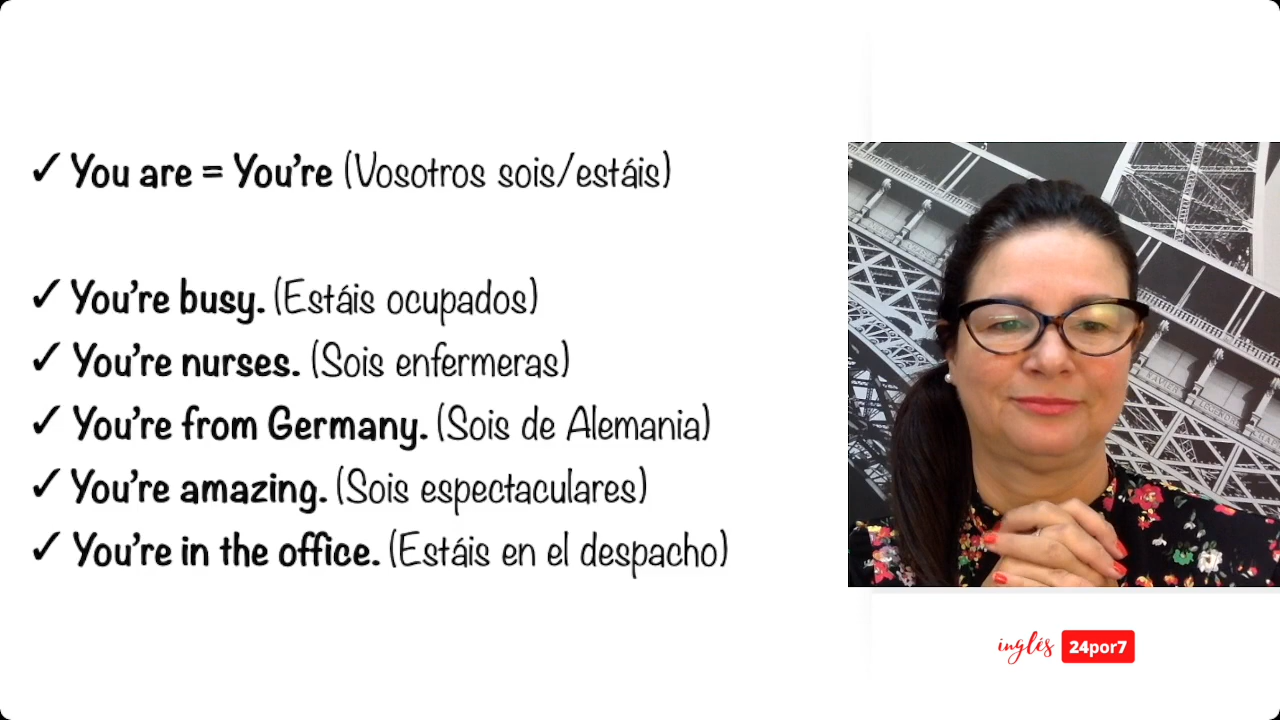 ✓ You are = You're (Vosotros sois/estáis)
✓ You're busy. (Estáis ocupados)
✓ You're nurses. (Sois enfermeras)
✓ You're from Germany. (Sois de Alemania)
✓ You're amazing. (Sois espectaculares)
✓ You're in the office. (Estáis en el despacho)
inglés 24por7